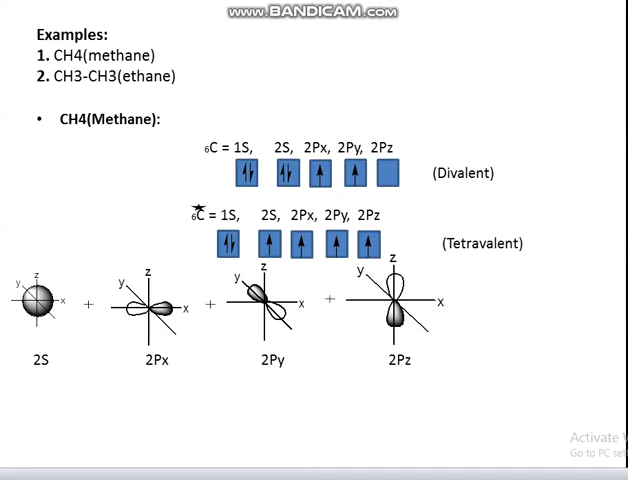 www.BANDICAM.com
Examples:
1. CH4(methane)
2. CH3-CH3(ethane)
• CH4(Methane):
6C = 1S, 2S, 2Px, 2Py, 2Pz
(Divalent)
6C = 1S, 2S, 2Px, 2Py, 2Pz
(Tetravalent)
z y x + z y x + z y x + z y x
2S 2Px 2Py 2Pz
Activate
Go to PC set